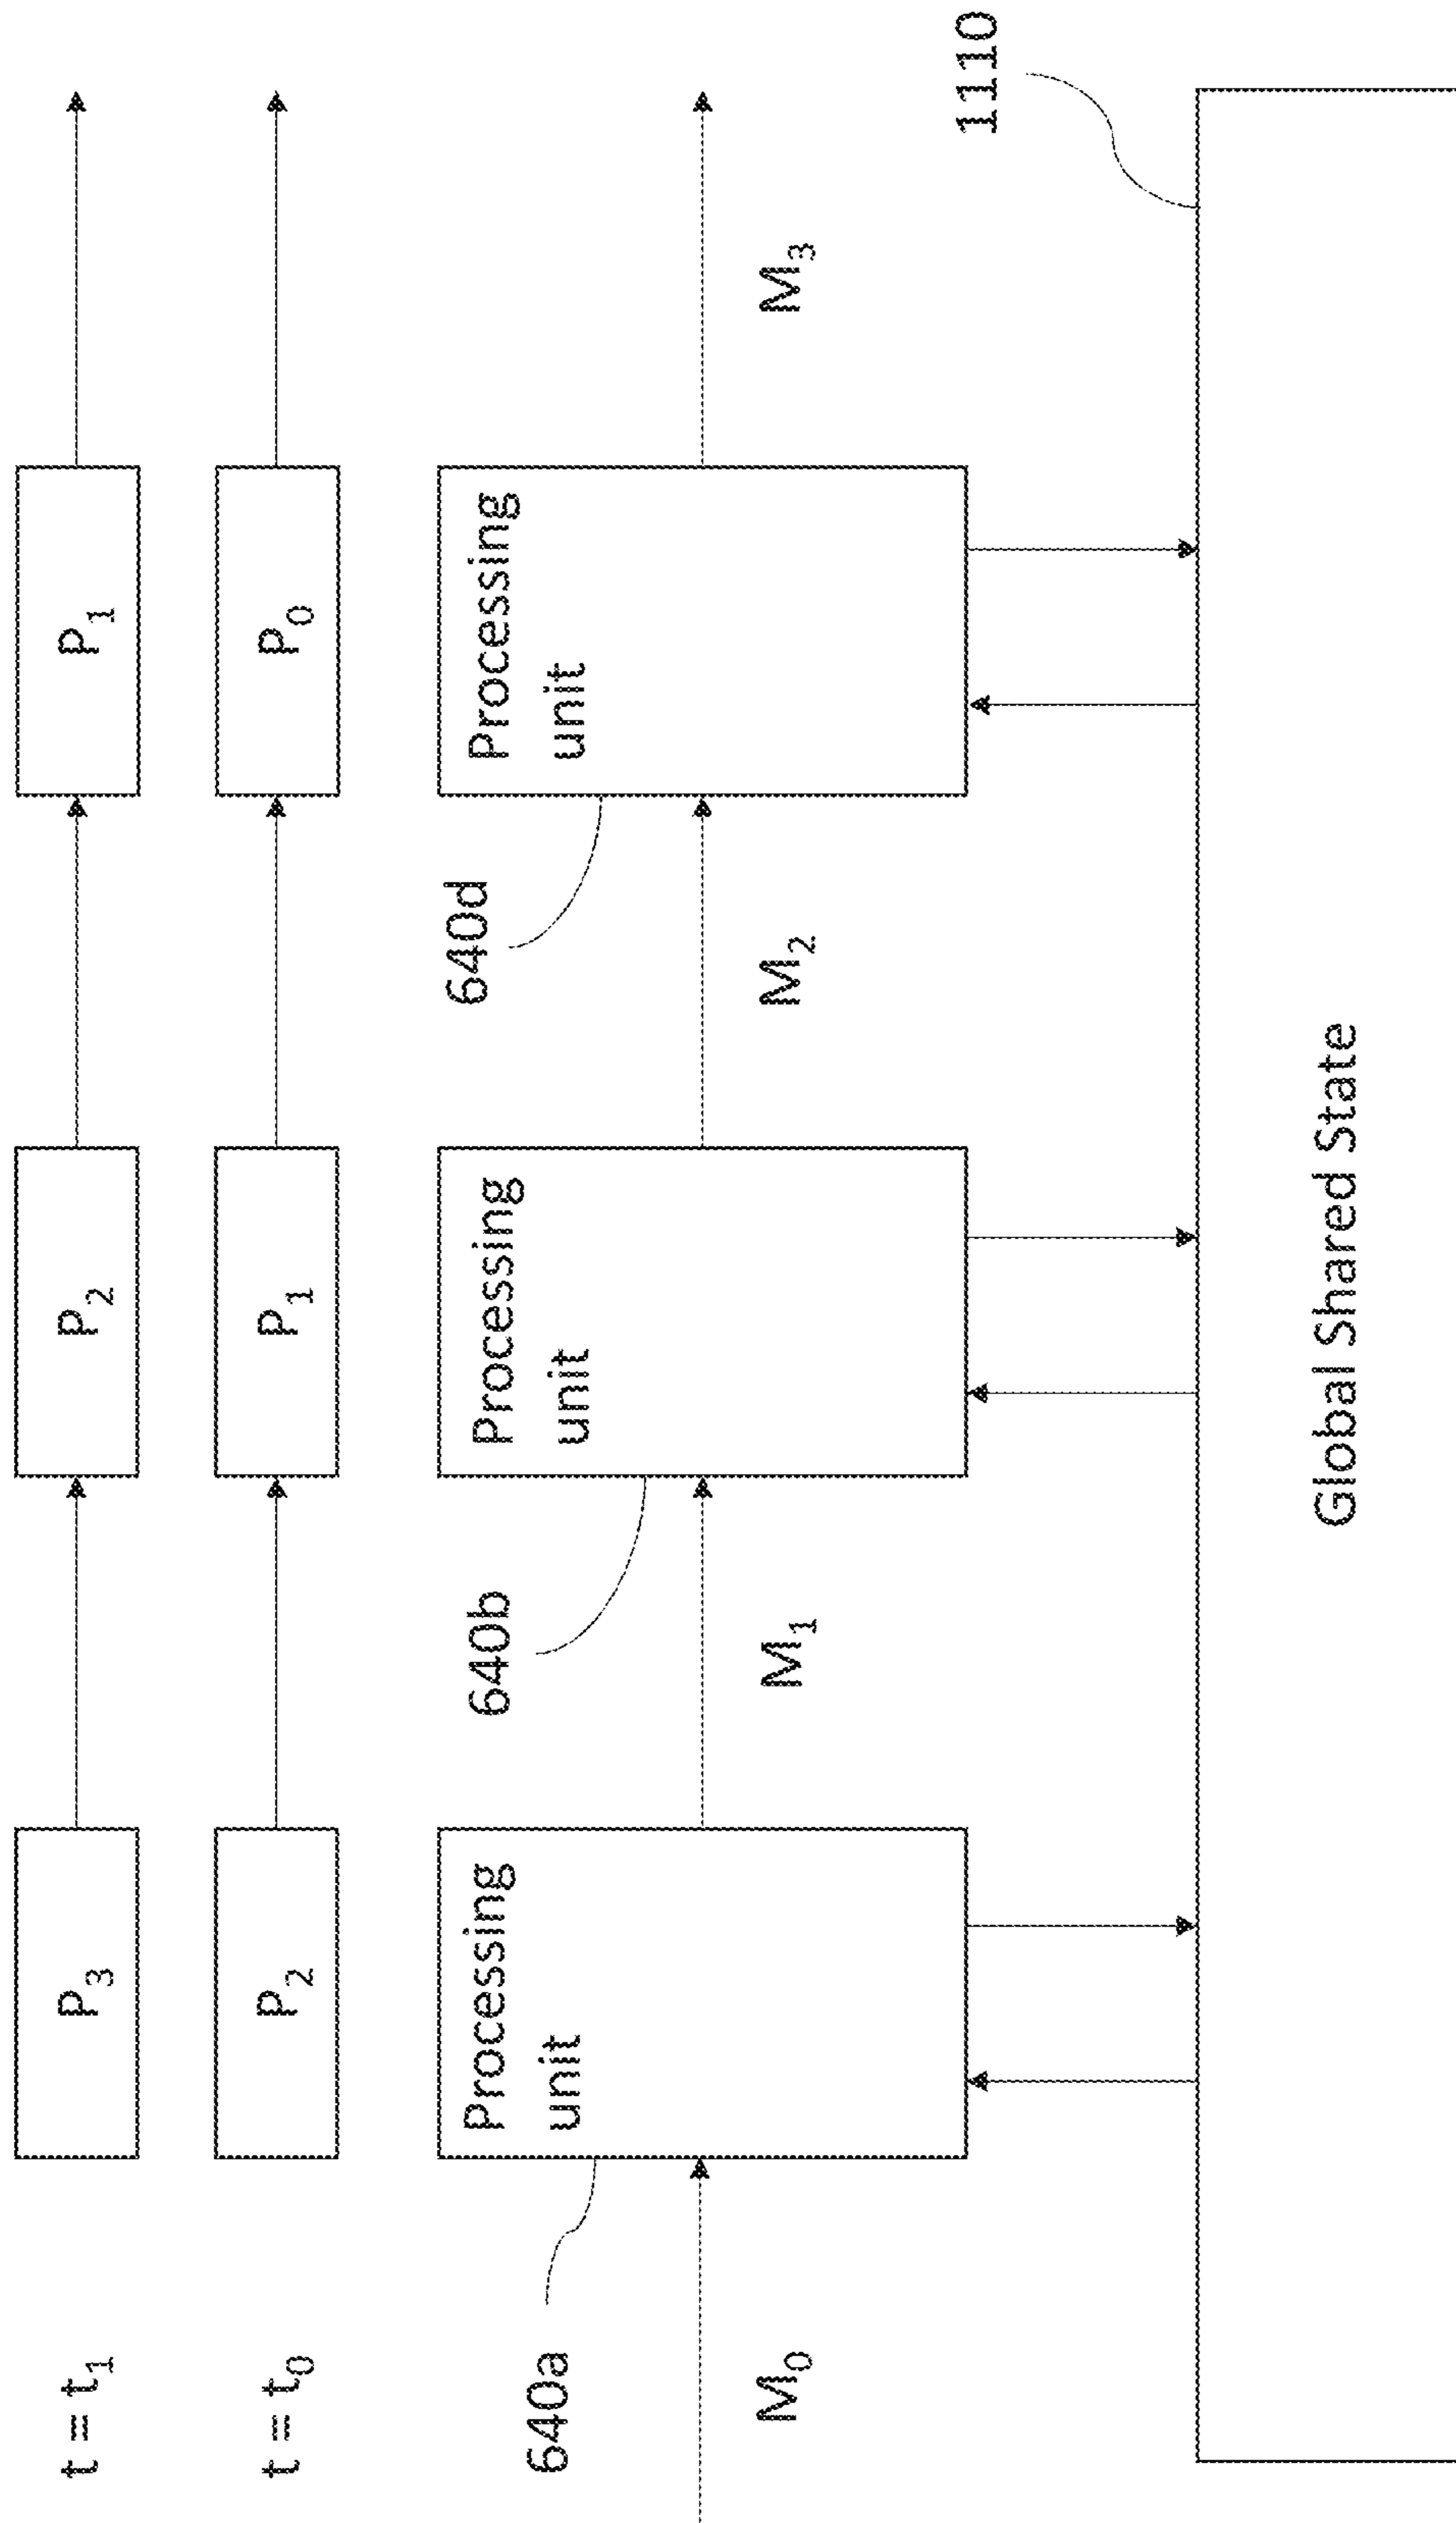 t = t₁
P₃
P₂
P₁
t = t₀
P₂
P₁
P₀
640a
Processing
unit
640b
Processing
unit
640d
Processing
unit
M₀
M₁
M₂
M₃
1110
Global Shared State